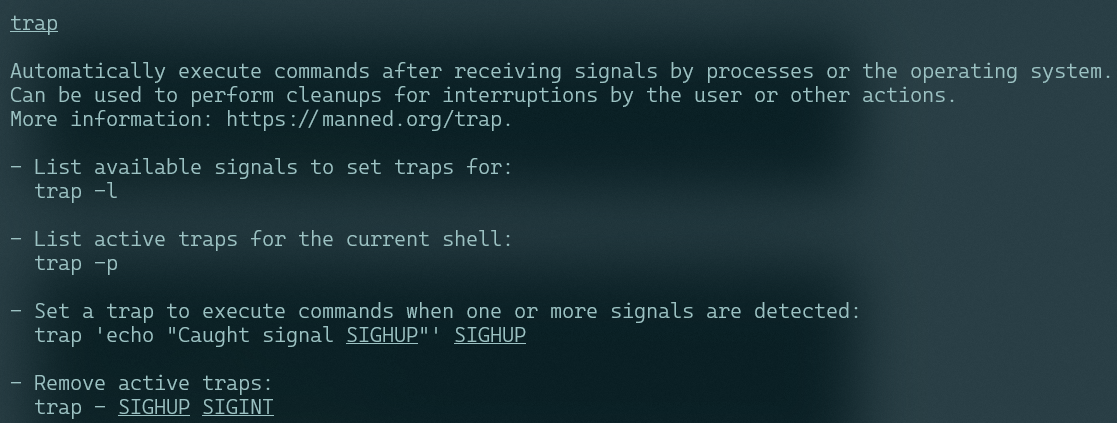 trap
Automatically execute commands after receiving signals by processes or the operating system.
Can be used to perform cleanups for interruptions by the user or other actions.
More information: https://manned.org/trap.
- List available signals to set traps for:
trap -l
- List active traps for the current shell:
trap -p
- Set a trap to execute commands when one or more signals are detected:
trap 'echo "Caught signal SIGHUP"' SIGHUP
- Remove active traps:
trap - SIGHUP SIGINT